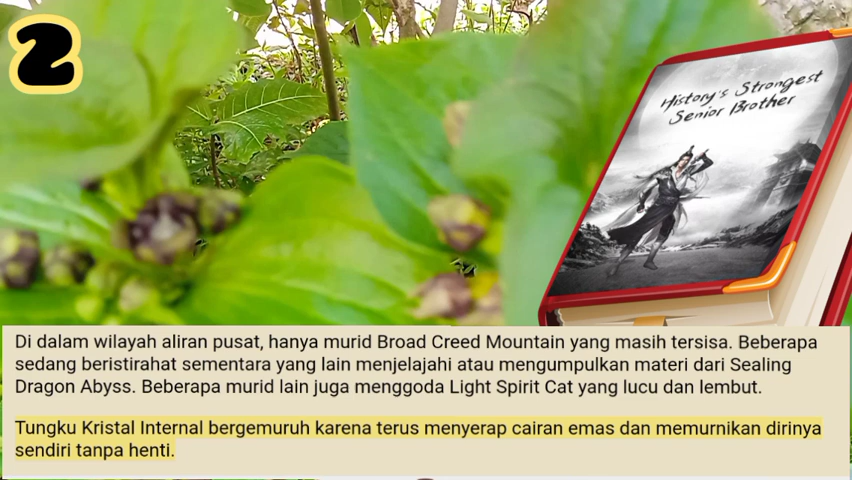 2
History's Strongest
Senior Brother
Di dalam wilayah aliran pusat, hanya murid Broad Creed Mountain yang masih tersisa. Beberapa
sedang beristirahat sementara yang lain menjelajahi atau mengumpulkan materi dari Sealing
Dragon Abyss. Beberapa murid lain juga menggoda Light Spirit Cat yang lucu dan lembut.
Tungku Kristal Internal bergemuruh karena terus menyerap cairan emas dan memurnikan dirinya
sendiri tanpa henti.